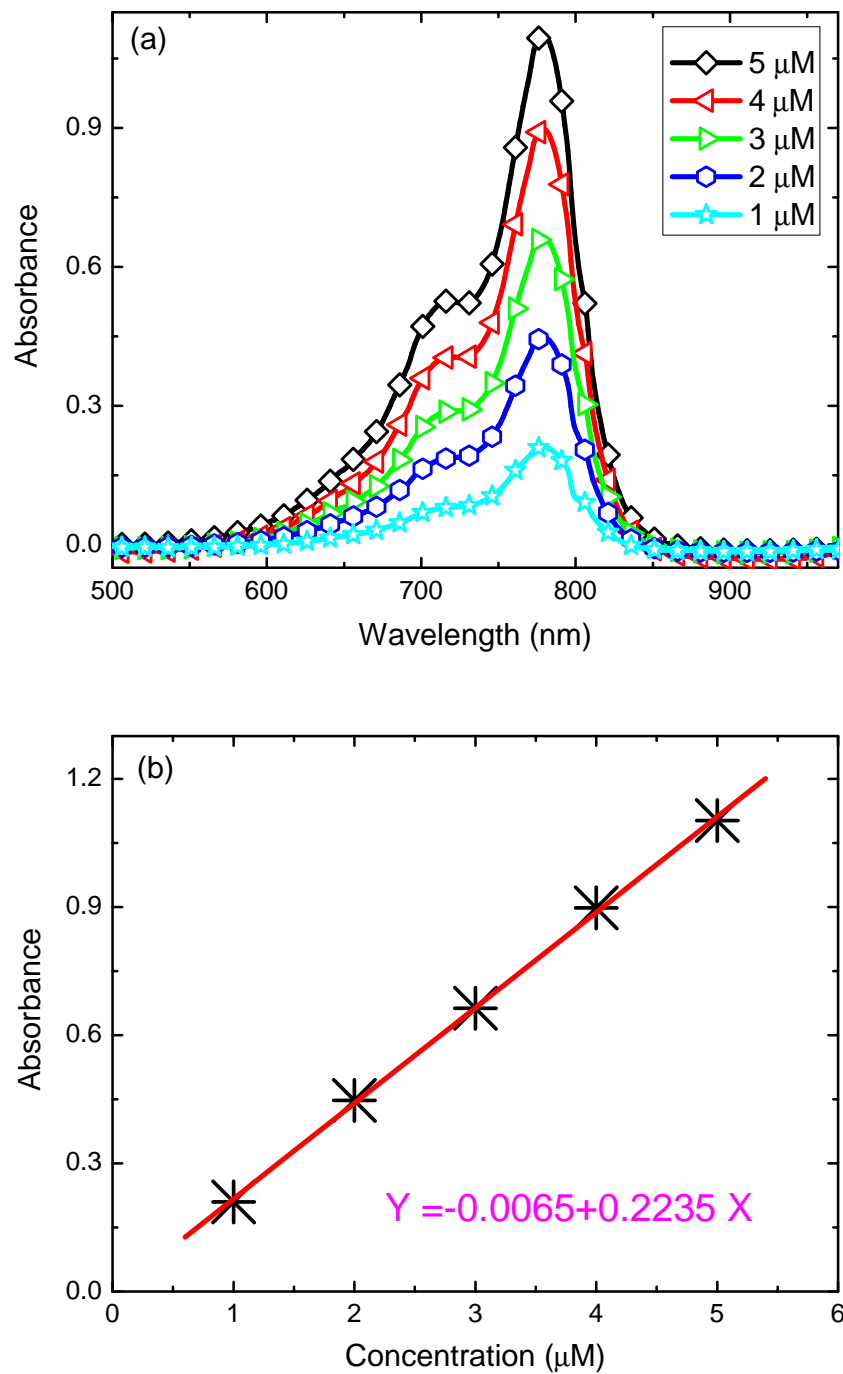 (a)
5 μM
4 μM
3 μM
2 μM
1 μM
0.9
0.6
0.3
0.0
Absorbance
500 600 700 800 900
Wavelength (nm)
(b)
1.2
0.9
0.6
0.3
0.0
Absorbance
Y =-0.0065+0.2235 X
0 1 2 3 4 5 6
Concentration (μM)